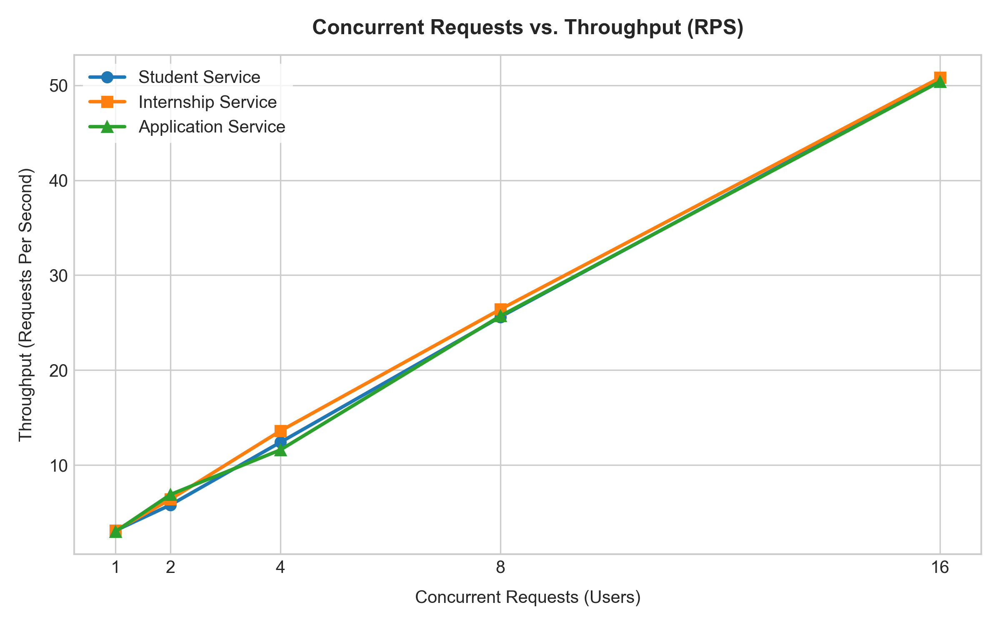 Concurrent Requests vs. Throughput (RPS)
Student Service
Internship Service
Application Service
Throughput (Requests Per Second)
50
40
30
20
10
1 2 4 8 16
Concurrent Requests (Users)